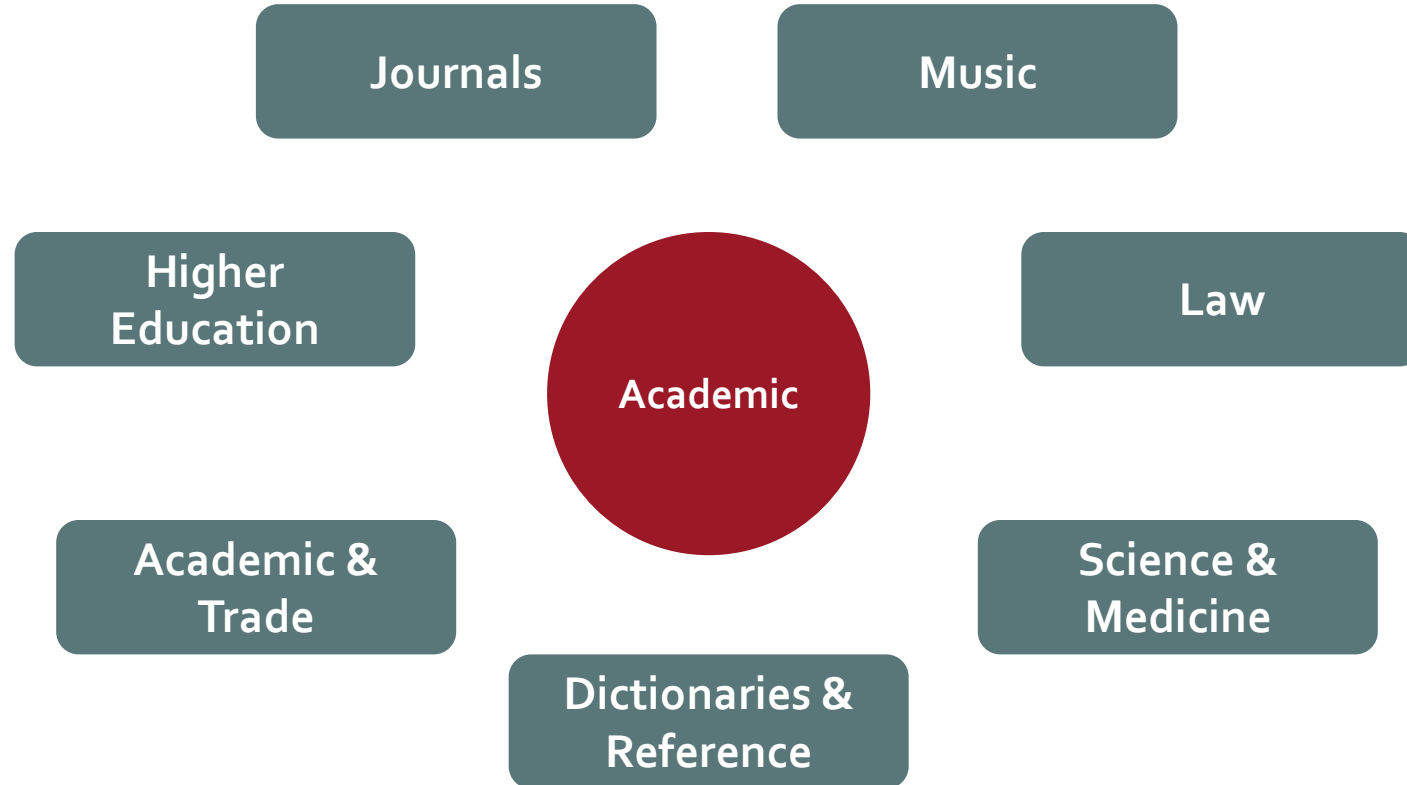 Journals
Music
Higher
Education
Law
Academic
Academic &
Trade
Science &
Medicine
Dictionaries &
Reference